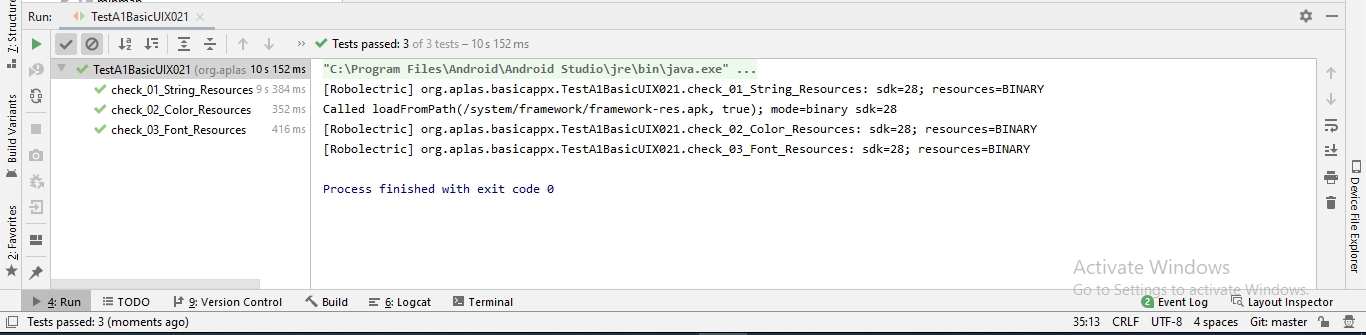 Run: TestA1BasicUIX021
Tests passed: 3 of 3 tests – 10 s 152 ms
TestA1BasicUIX021 (org.aplas 10 s 152 ms
check_01_String_Resources 9 s 384 ms
check_02_Color_Resources 352 ms
check_03_Font_Resources 416 ms
"C:\Program Files\Android\Android Studio\jre\bin\java.exe" ...
[Robolectric] org.aplas.basicappx.TestA1BasicUIX021.check_01_String_Resources: sdk=28; resources=BINARY
Called loadFromPath(/system/framework/framework-res.apk, true); mode=binary sdk=28
[Robolectric] org.aplas.basicappx.TestA1BasicUIX021.check_02_Color_Resources: sdk=28; resources=BINARY
[Robolectric] org.aplas.basicappx.TestA1BasicUIX021.check_03_Font_Resources: sdk=28; resources=BINARY
Process finished with exit code 0
Z: Structure
Build Variants
2: Favorites
Device File Explorer
Activate Windows
Go to Settings to activate Windows.
4: Run TODO 9: Version Control Build 6: Logcat Terminal 2 Event Log Layout Inspector
Tests passed: 3 (moments ago) 35:13 CRLF UTF-8 4 spaces Git: master